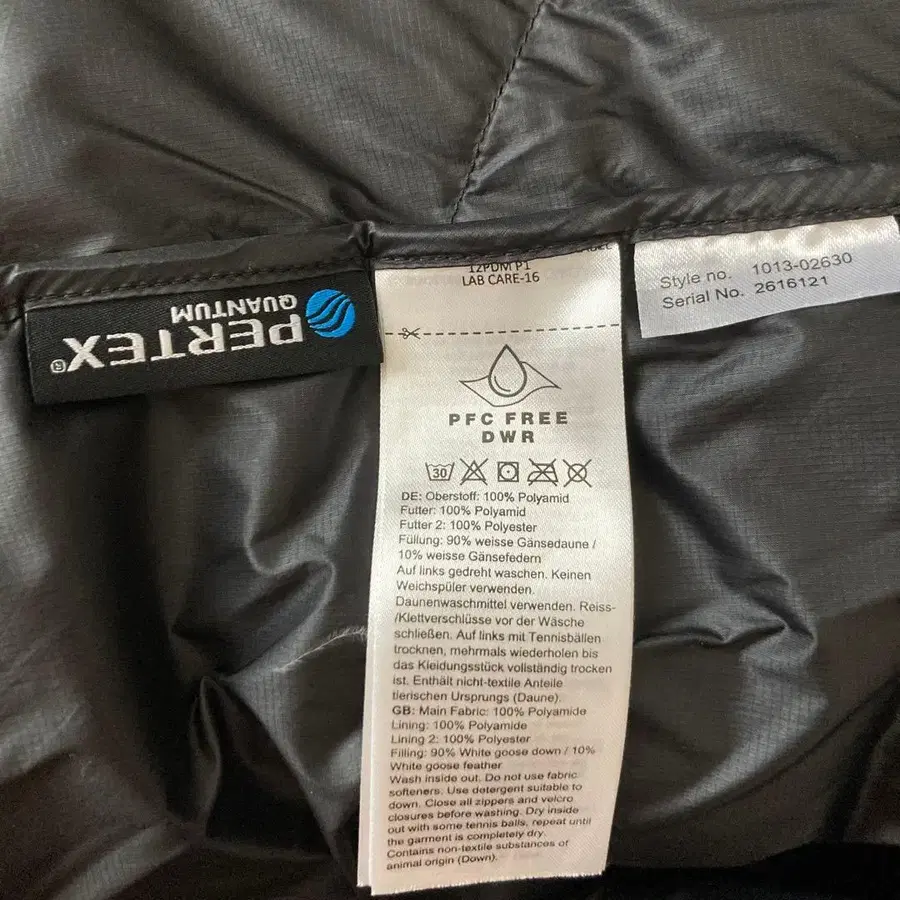 PERTEX®
QUANTUM
12PDM P1
LAB CARE-16
PFC FREE
DWR
30
DE: Oberstoff: 100% Polyamid
Futter: 100% Polyamid
Futter 2: 100% Polyester
Füllung: 90% weisse Gänsedaune /
10% weisse Gänsefedern
Auf links gedreht waschen. Keinen
Weichspüler verwenden.
Daunenwaschmittel verwenden. Reiss-
/Klettverschlüsse vor der Wäsche
schließen. Auf links mit Tennisbällen
trocknen, mehrmals wiederholen bis
das Kleidungsstück vollständig trocken
ist. Enthält nicht-textile Anteile
tierischen Ursprungs (Daune).
GB: Main Fabric: 100% Polyamide
Lining: 100% Polyamide
Lining 2: 100% Polyester
Filling: 90% White goose down / 10%
White goose feather
Wash inside out. Do not use fabric
softeners. Use detergent suitable to
down. Close all zippers and velcro
closures before washing. Dry inside
out with some tennis balls, repeat until
the garment is completely dry.
Contains non-textile substances of
animal origin (Down).
Style no. 1013-02630
Serial No. 2616121